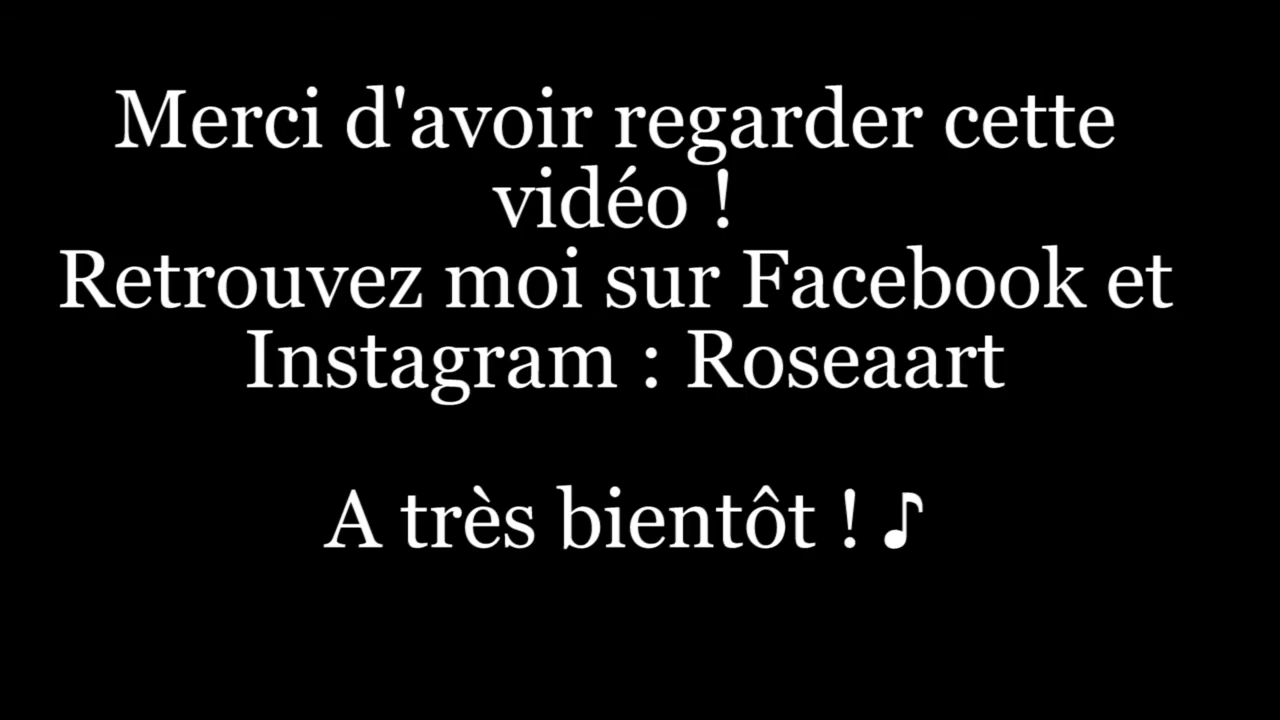 Merci d'avoir regarder cette
vidéo !
Retrouvez moi sur Facebook et
Instagram : Roseaart
A très bientôt ! ♪